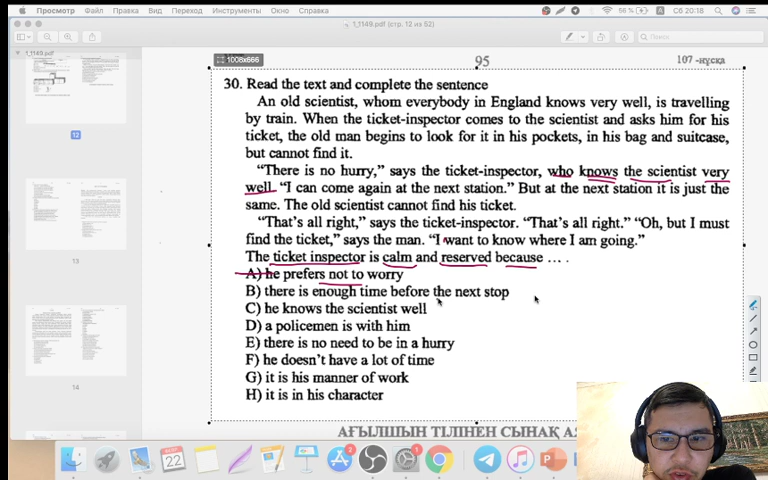 Просмотр Файл Правка Вид Переход Инструменты Окно Справка
56 % Сб 20:18
1_1149.pdf (стр. 12 из 52)
Поиск
1_1149.pdf
12
13
14
1008x666
95
107 -нұсқа
30. Read the text and complete the sentence
An old scientist, whom everybody in England knows very well, is travelling
by train. When the ticket-inspector comes to the scientist and asks him for his
ticket, the old man begins to look for it in his pockets, in his bag and suitcase,
but cannot find it.
“There is no hurry,” says the ticket-inspector, who knows the scientist very
well. “I can come again at the next station.” But at the next station it is just the
same. The old scientist cannot find his ticket.
“That’s all right,” says the ticket-inspector. “That’s all right.” “Oh, but I must
find the ticket,” says the man. “I want to know where I am going.”
The ticket inspector is calm and reserved because … .
A) he prefers not to worry
B) there is enough time before the next stop
C) he knows the scientist well
D) a policemen is with him
E) there is no need to be in a hurry
F) he doesn’t have a lot of time
G) it is his manner of work
H) it is in his character
АҒЫЛШЫН ТІЛІНЕН СЫНАҚ
22